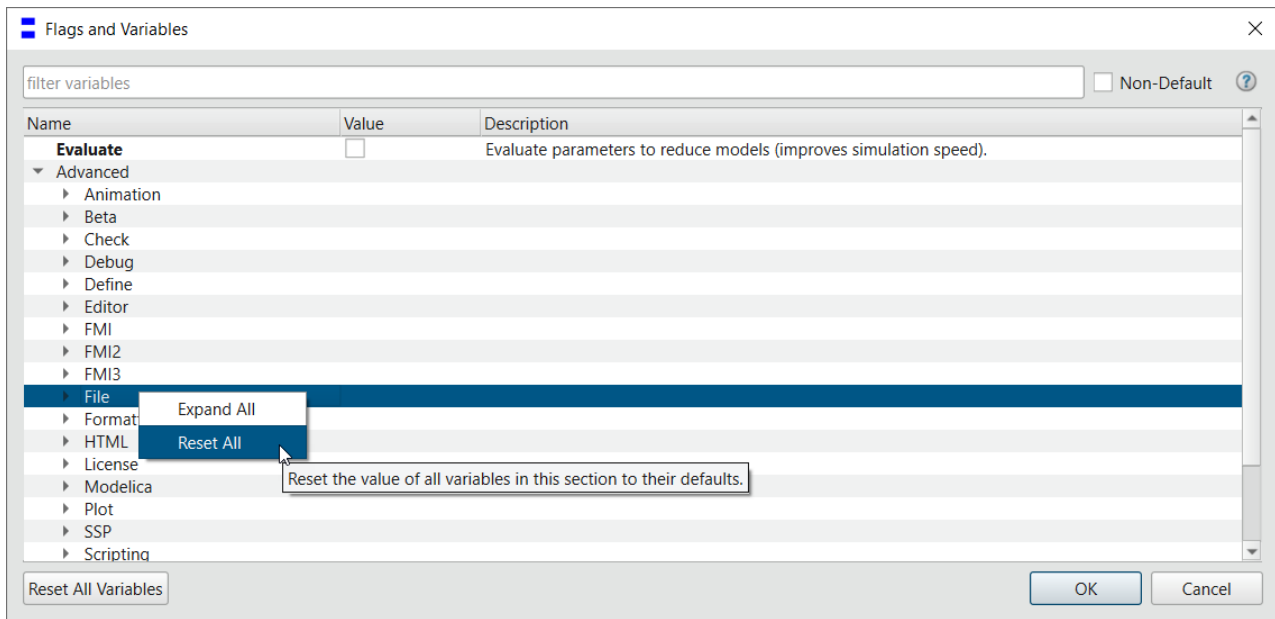 Flags and Variables
filter variables
Non-Default
?
Name Value Description
Evaluate Evaluate parameters to reduce models (improves simulation speed).
Advanced
Animation
Beta
Check
Debug
Define
Editor
FMI
FMI2
FMI3
File
Expand All
Format
HTML Reset All
License
Reset the value of all variables in this section to their defaults.
Modelica
Plot
SSP
Scripting
Reset All Variables OK Cancel